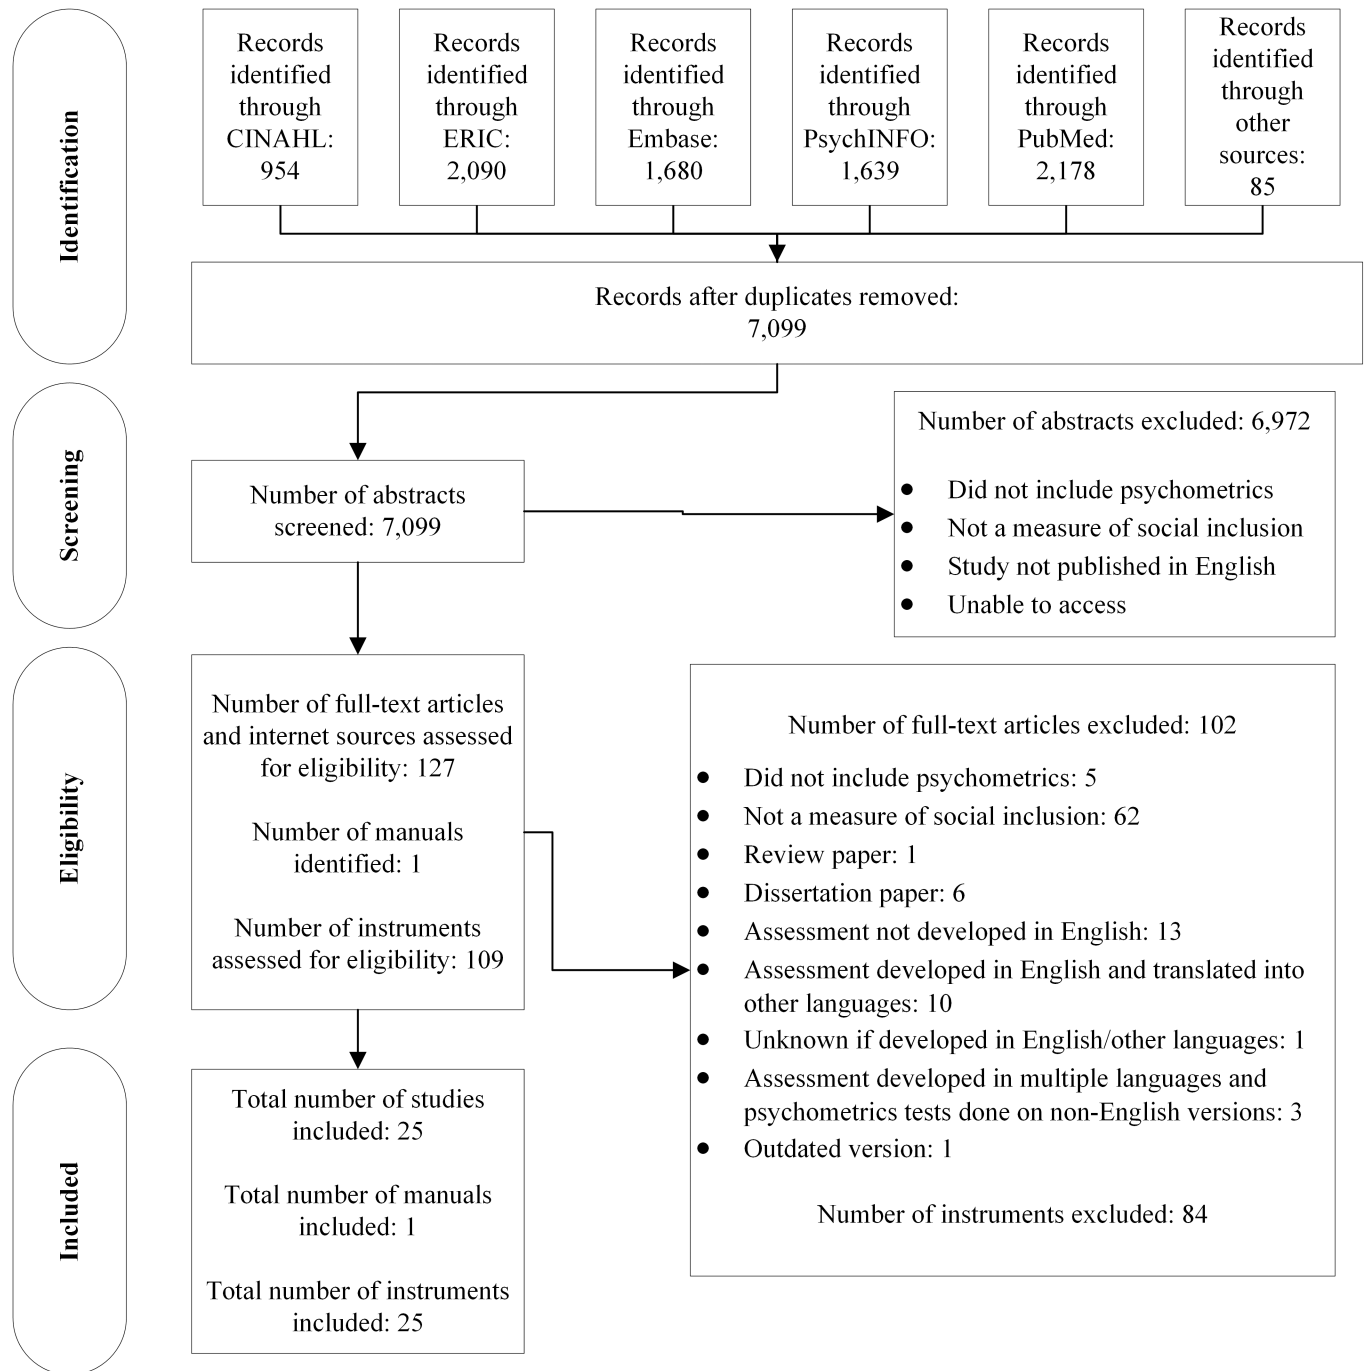 Identification
Records
identified
through
CINAHL:
954
Records
identified
through
ERIC:
2,090
Records
identified
through
Embase:
1,680
Records
identified
through
PsychINFO:
1,639
Records
identified
through
PubMed:
2,178
Records
identified
through
other
sources:
85
Records after duplicates removed:
7,099
Screening
Number of abstracts
screened: 7,099
Number of abstracts excluded: 6,972
● Did not include psychometrics
● Not a measure of social inclusion
● Study not published in English
● Unable to access
Eligibility
Number of full-text articles
and internet sources assessed
for eligibility: 127
Number of manuals
identified: 1
Number of instruments
assessed for eligibility: 109
Number of full-text articles excluded: 102
● Did not include psychometrics: 5
● Not a measure of social inclusion: 62
● Review paper: 1
● Dissertation paper: 6
● Assessment not developed in English: 13
● Assessment developed in English and translated into
other languages: 10
● Unknown if developed in English/other languages: 1
● Assessment developed in multiple languages and
psychometrics tests done on non-English versions: 3
● Outdated version: 1
Number of instruments excluded: 84
Included
Total number of studies
included: 25
Total number of manuals
included: 1
Total number of instruments
included: 25